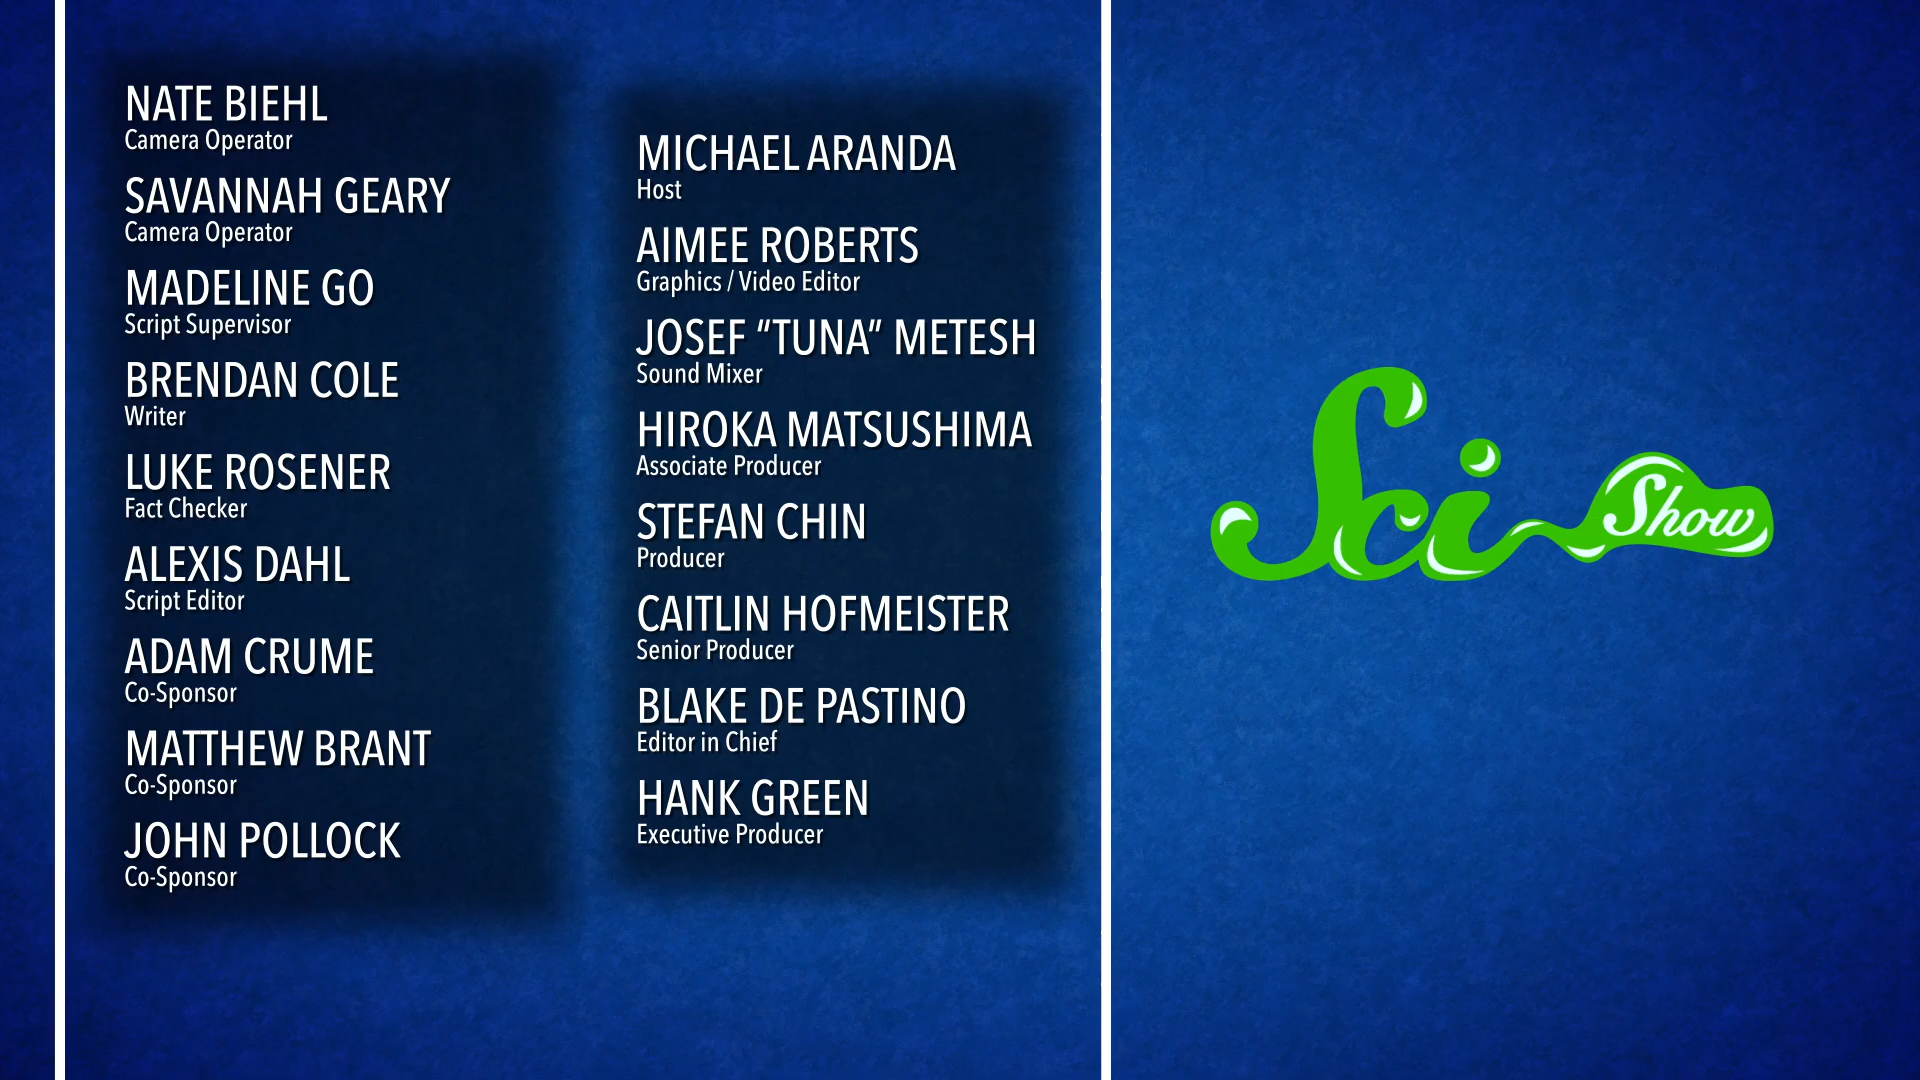 NATE BIEHL
Camera Operator
SAVANNAH GEARY
Camera Operator
MADELINE GO
Script Supervisor
BRENDAN COLE
Writer
LUKE ROSENER
Fact Checker
ALEXIS DAHL
Script Editor
ADAM CRUME
Co-Sponsor
MATTHEW BRANT
Co-Sponsor
JOHN POLLOCK
Co-Sponsor
MICHAEL ARANDA
Host
AIMEE ROBERTS
Graphics / Video Editor
JOSEF “TUNA” METESH
Sound Mixer
HIROKA MATSUSHIMA
Associate Producer
STEFAN CHIN
Producer
CAITLIN HOFMEISTER
Senior Producer
BLAKE DE PASTINO
Editor in Chief
HANK GREEN
Executive Producer
Sci Show